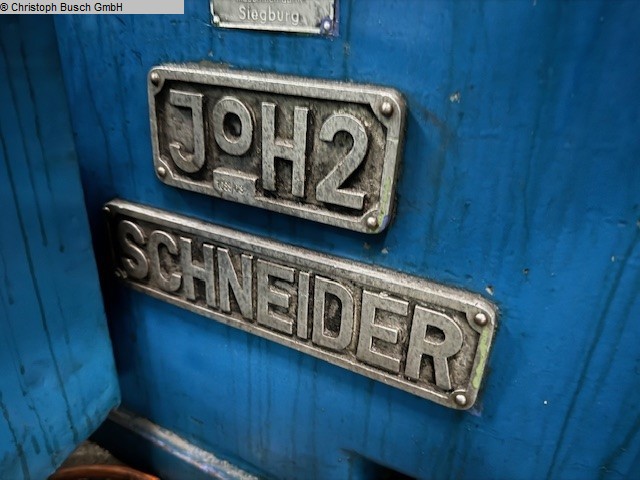 © Christoph Busch GmbH
Siegburg
JoH2
SCHNEIDER